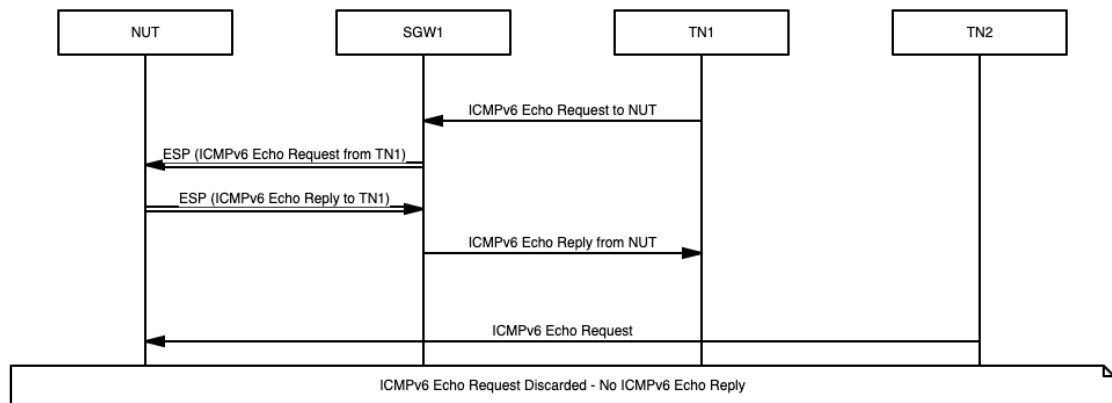 NUT
SGW1
TN1
TN2
ICMPv6 Echo Request to NUT
ESP (ICMPv6 Echo Request from TN1)
ESP (ICMPv6 Echo Reply to TN1)
ICMPv6 Echo Reply from NUT
ICMPv6 Echo Request
ICMPv6 Echo Request Discarded - No ICMPv6 Echo Reply